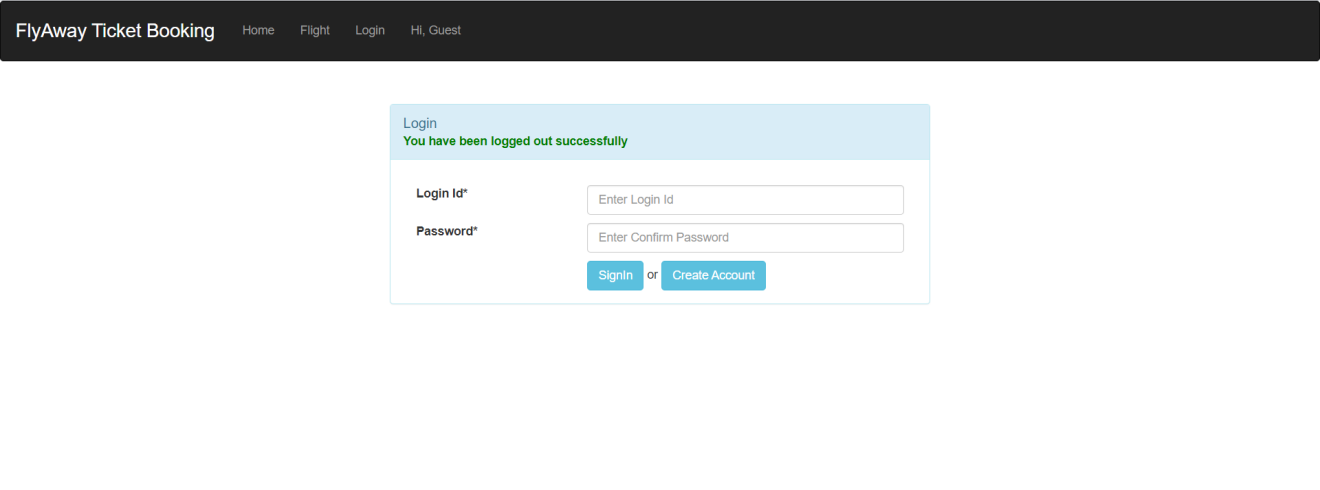 FlyAway Ticket Booking Home Flight Login Hi, Guest
Login
You have been logged out successfully
Login Id* Enter Login Id
Password* Enter Confirm Password
SignIn or Create Account